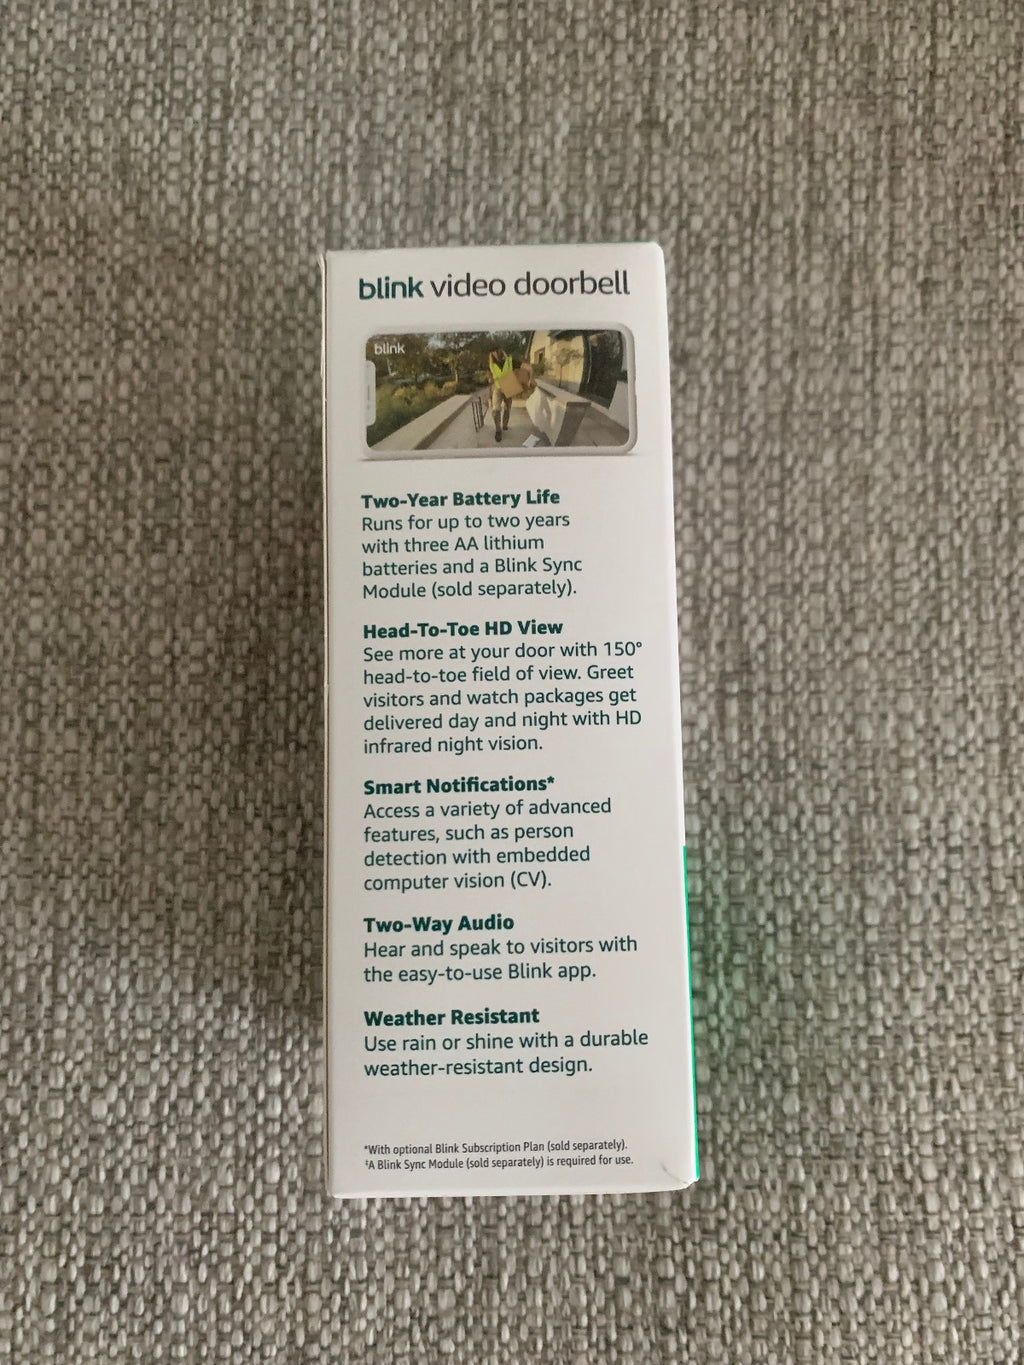 blink video doorbell
blink
Two-Year Battery Life
Runs for up to two years
with three AA lithium
batteries and a Blink Sync
Module (sold separately).
Head-To-Toe HD View
See more at your door with 150°
head-to-toe field of view. Greet
visitors and watch packages get
delivered day and night with HD
infrared night vision.
Smart Notifications*
Access a variety of advanced
features, such as person
detection with embedded
computer vision (CV).
Two-Way Audio
Hear and speak to visitors with
the easy-to-use Blink app.
Weather Resistant
Use rain or shine with a durable
weather-resistant design.
*With optional Blink Subscription Plan (sold separately).
‡A Blink Sync Module (sold separately) is required for use.